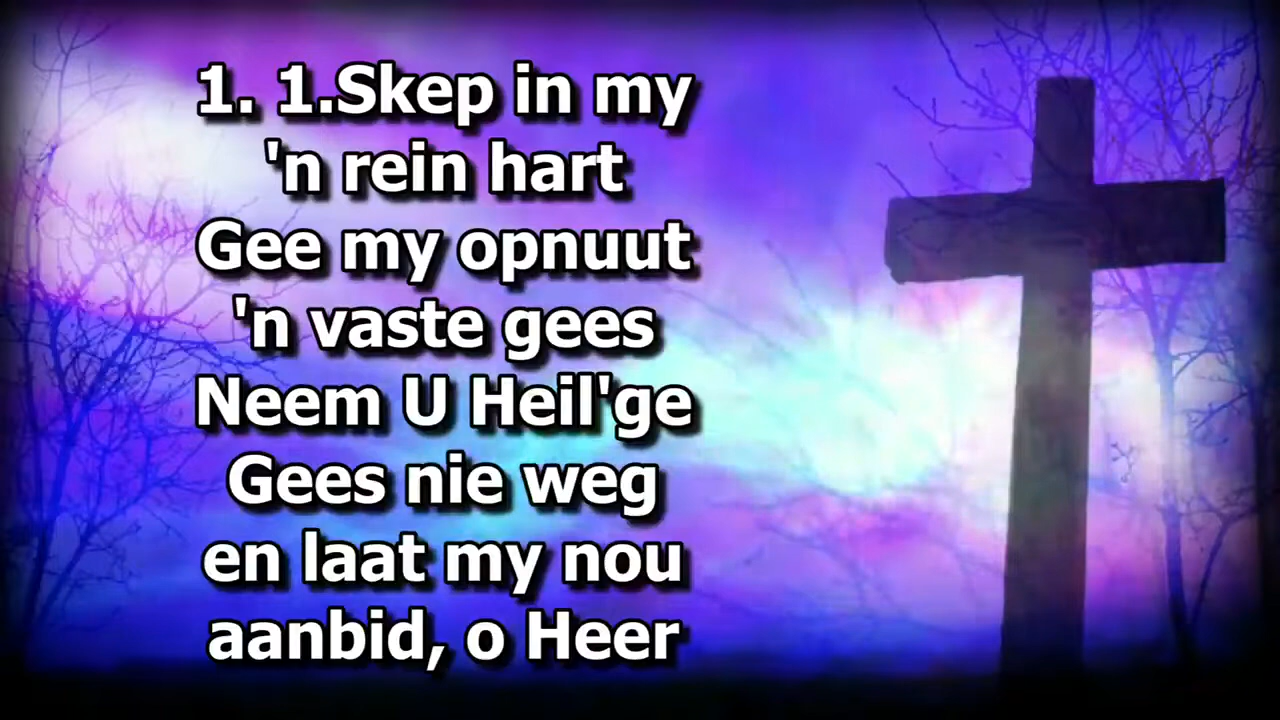 1. 1.Skep in my
'n rein hart
Gee my opnuut
'n vaste gees
Neem U Heil'ge
Gees nie weg
en laat my nou
aanbid, o Heer